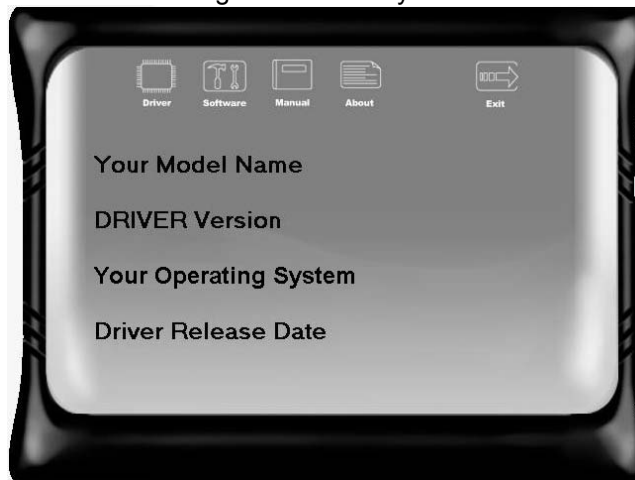 Driver Software Manual About Exit
Your Model Name
DRIVER Version
Your Operating System
Driver Release Date